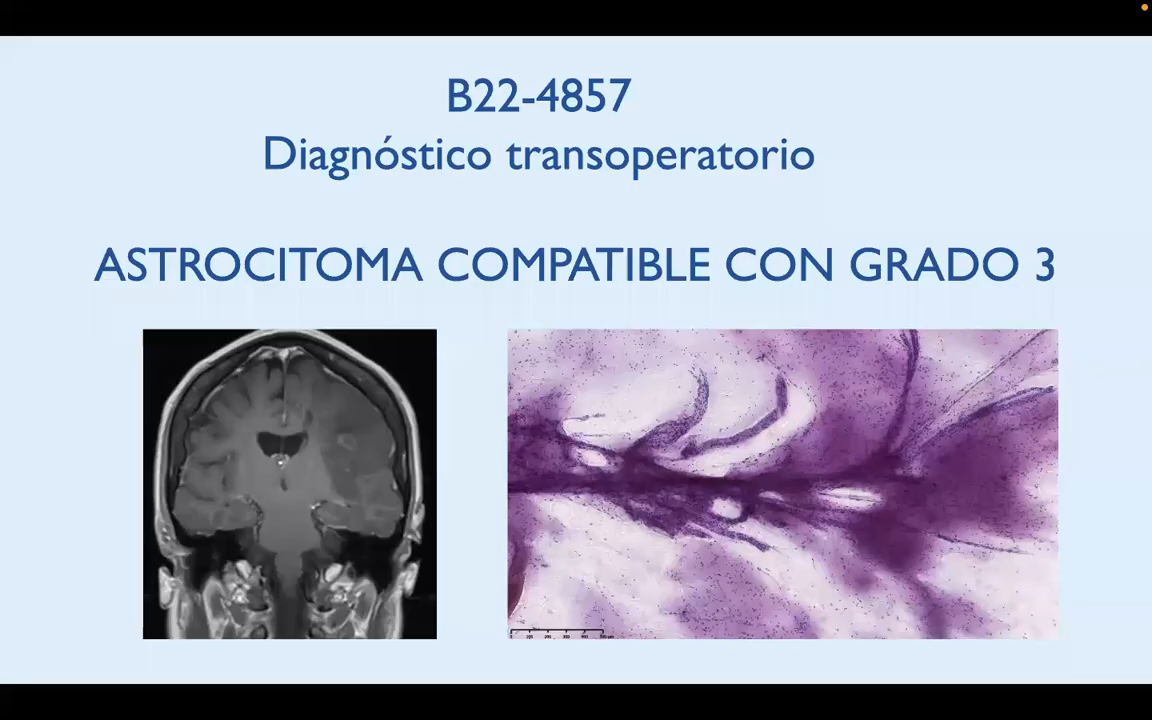 B22-4857
Diagnóstico transoperatorio
ASTROCITOMA COMPATIBLE CON GRADO 3